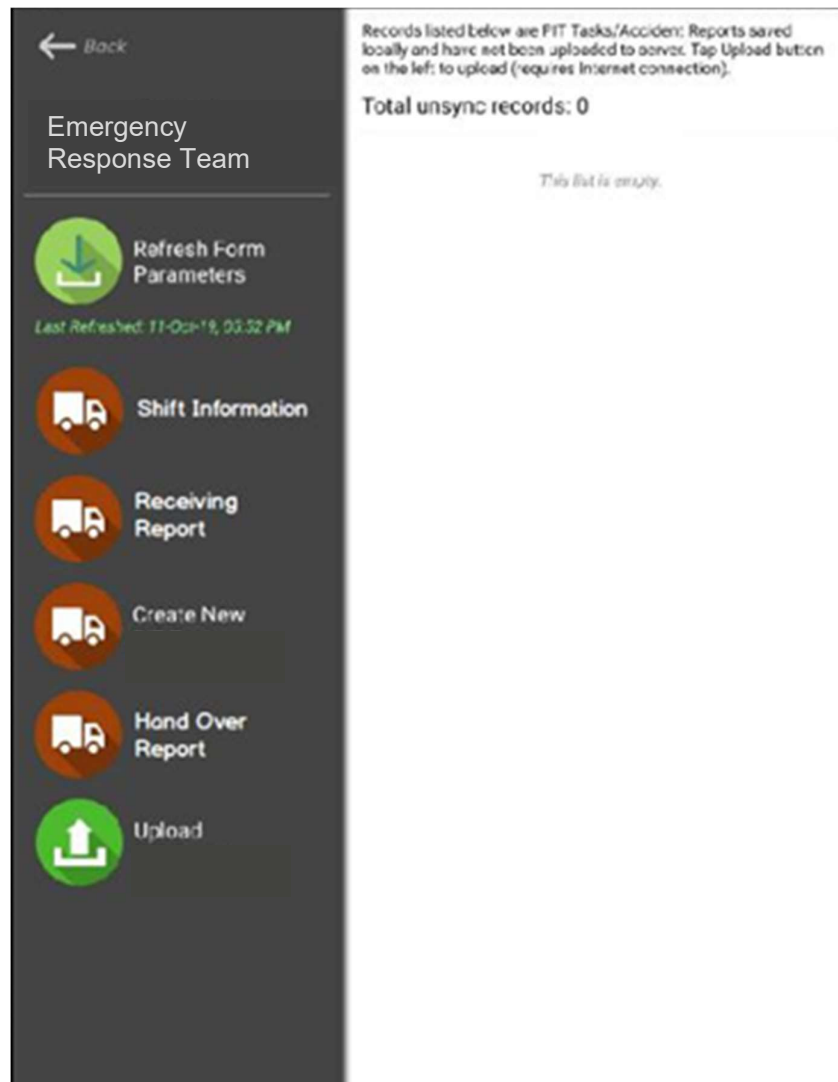 Back
Emergency
Response Team
Refresh Form
Parameters
Last Refreshed: 11-Oct-19, PM
Shift Information
Receiving
Report
Create New
Hand Over
Report
Upload
Records listed below are Tasks/Accident Reports saved
locally and have not been uploaded to server. Tap Upload button
on the left to upload (requires Internet connection).
Total unsync records: 0
This list is empty.